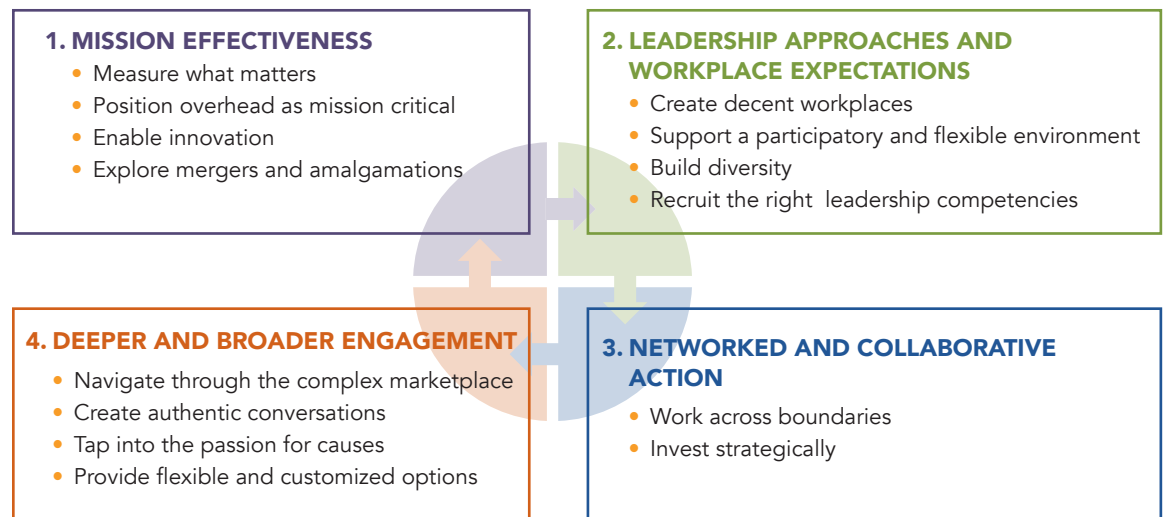 1. MISSION EFFECTIVENESS
• Measure what matters
• Position overhead as mission critical
• Enable innovation
• Explore mergers and amalgamations
2. LEADERSHIP APPROACHES AND
WORKPLACE EXPECTATIONS
• Create decent workplaces
• Support a participatory and flexible environment
• Build diversity
• Recruit the right leadership competencies
3. NETWORKED AND COLLABORATIVE
ACTION
• Work across boundaries
• Invest strategically
4. DEEPER AND BROADER ENGAGEMENT
• Navigate through the complex marketplace
• Create authentic conversations
• Tap into the passion for causes
• Provide flexible and customized options